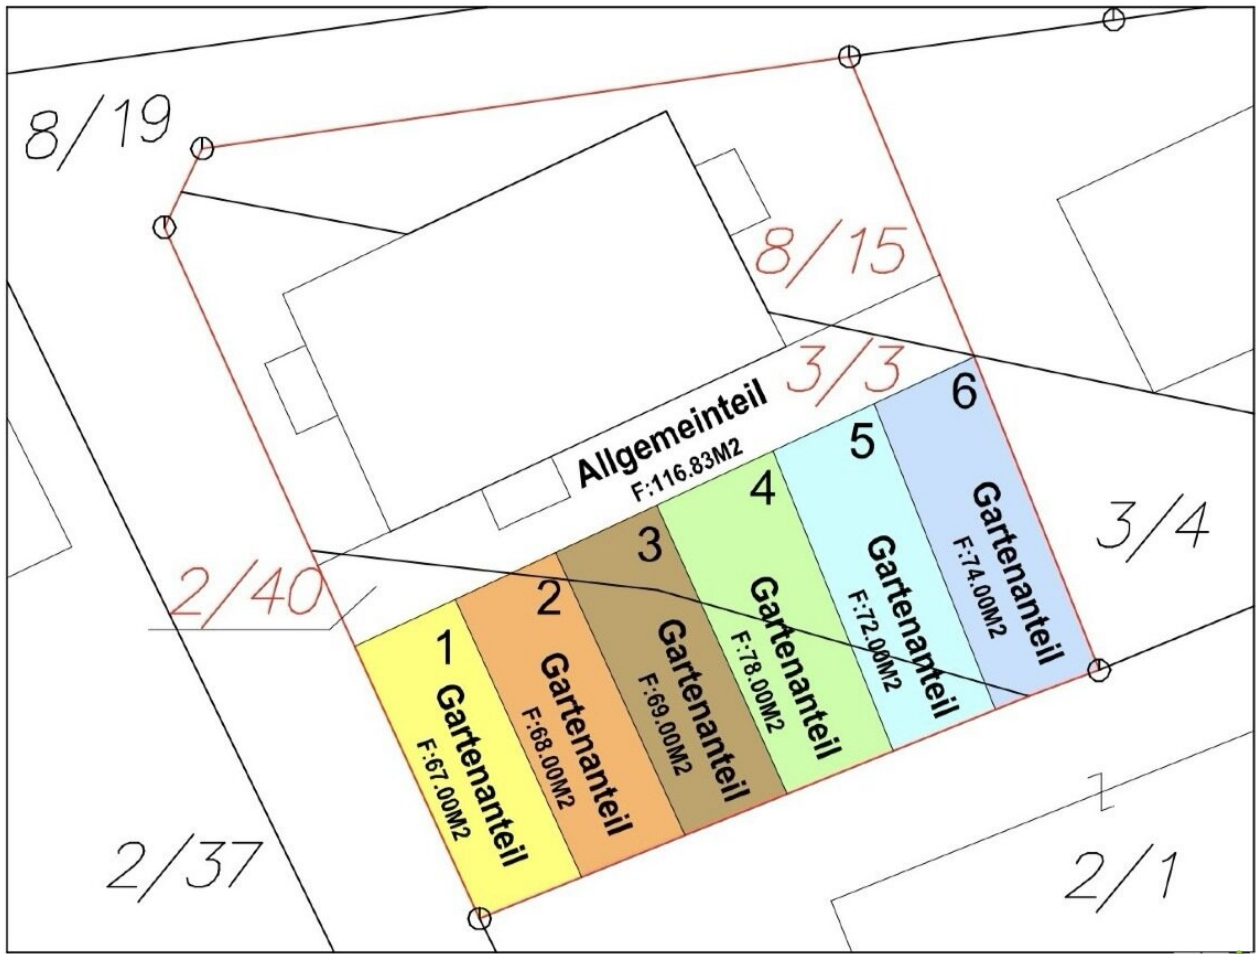 8/19
8/15
3/3
Allgemeinteil
F:116.83M2
6
Gartenanteil
F:74.00M2
5
Gartenanteil
F:72.00M2
4
Gartenanteil
F:78.00M2
3
Gartenanteil
F:69.00M2
2
Gartenanteil
F:68.00M2
1
Gartenanteil
F:67.00M2
2/40
3/4
2/37
2/1